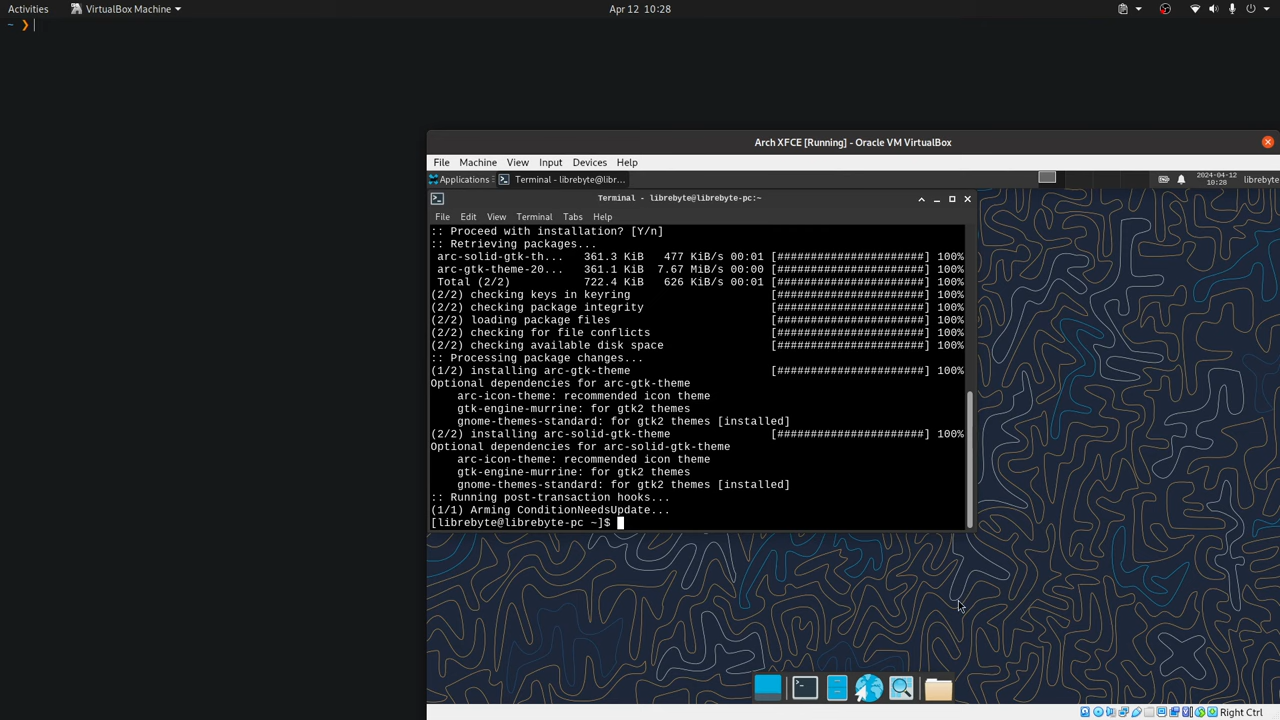 Activities VirtualBox Machine Apr 12 10:28
~ ❯
Arch XFCE [Running] - Oracle VM VirtualBox
File Machine View Input Devices Help
Applications Terminal - librebyte@libr... 2024-04-12 10:28 librebyte
Terminal - librebyte@librebyte-pc:~
File Edit View Terminal Tabs Help
:: Proceed with installation? [Y/n]
:: Retrieving packages...
arc-solid-gtk-th... 361.3 KiB 477 KiB/s 00:01 [######################] 100%
arc-gtk-theme-20... 361.1 KiB 7.67 MiB/s 00:00 [######################] 100%
Total (2/2) 722.4 KiB 626 KiB/s 00:01 [######################] 100%
(2/2) checking keys in keyring [######################] 100%
(2/2) checking package integrity [######################] 100%
(2/2) loading package files [######################] 100%
(2/2) checking for file conflicts [######################] 100%
(2/2) checking available disk space [######################] 100%
:: Processing package changes...
(1/2) installing arc-gtk-theme [######################] 100%
Optional dependencies for arc-gtk-theme
arc-icon-theme: recommended icon theme
gtk-engine-murrine: for gtk2 themes
gnome-themes-standard: for gtk2 themes [installed]
(2/2) installing arc-solid-gtk-theme [######################] 100%
Optional dependencies for arc-solid-gtk-theme
arc-icon-theme: recommended icon theme
gtk-engine-murrine: for gtk2 themes
gnome-themes-standard: for gtk2 themes [installed]
:: Running post-transaction hooks...
(1/1) Arming ConditionNeedsUpdate...
[librebyte@librebyte-pc ~]$
Right Ctrl